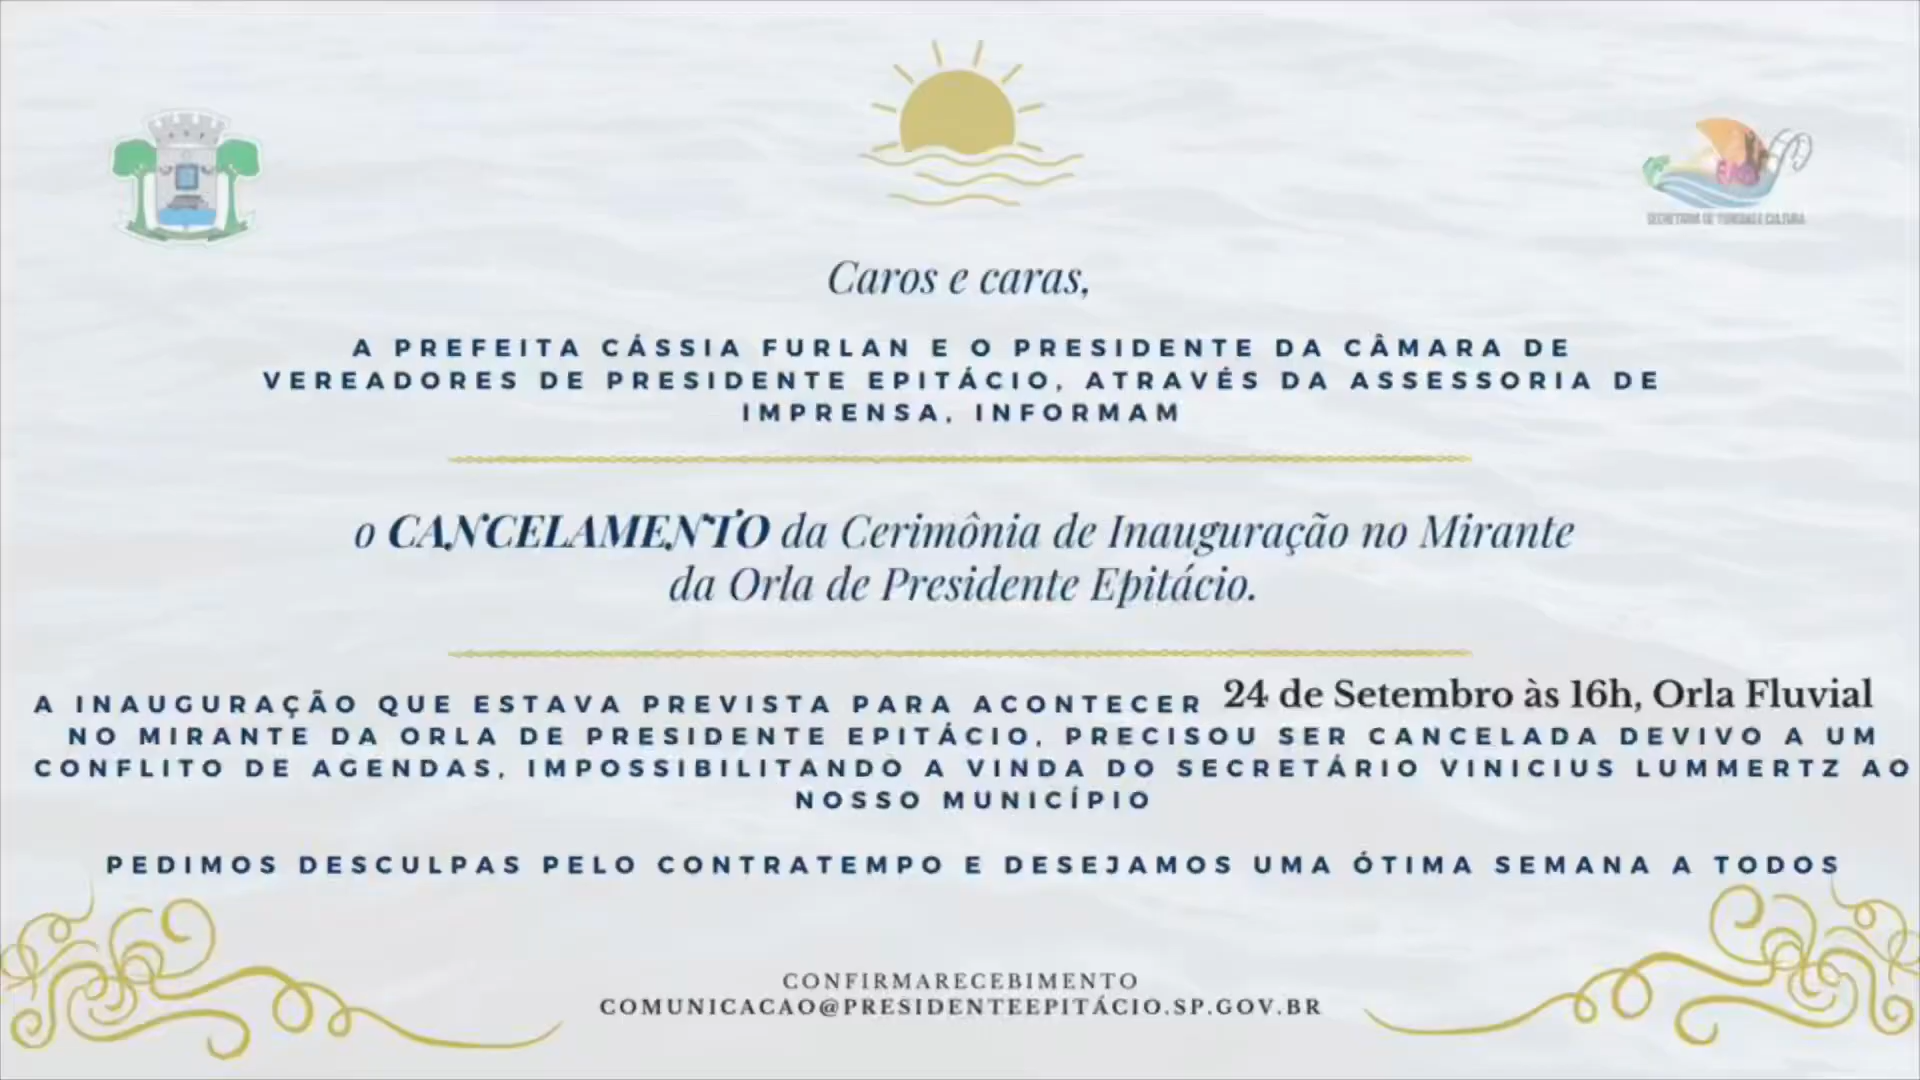 SECRETARIA DE TURISMO E CULTURA
Caros e caras,
A PREFEITA CÁSSIA FURLAN E O PRESIDENTE DA CÂMARA DE
VEREADORES DE PRESIDENTE EPITÁCIO, ATRAVÉS DA ASSESSORIA DE
IMPRENSA, INFORMAM
o CANCELAMENTO da Cerimônia de Inauguração no Mirante
da Orla de Presidente Epitácio.
A INAUGURAÇÃO QUE ESTAVA PREVISTA PARA ACONTECER 24 de Setembro às 16h, Orla Fluvial
NO MIRANTE DA ORLA DE PRESIDENTE EPITÁCIO, PRECISOU SER CANCELADA DEVIVO A UM
CONFLITO DE AGENDAS, IMPOSSIBILITANDO A VINDA DO SECRETÁRIO VINICIUS LUMMERTZ AO
NOSSO MUNICÍPIO
PEDIMOS DESCULPAS PELO CONTRATEMPO E DESEJAMOS UMA ÓTIMA SEMANA A TODOS
CONFIRMARECEBIMENTO
COMUNICACAO@PRESIDENTEEPITÁCIO.SP.GOV.BR